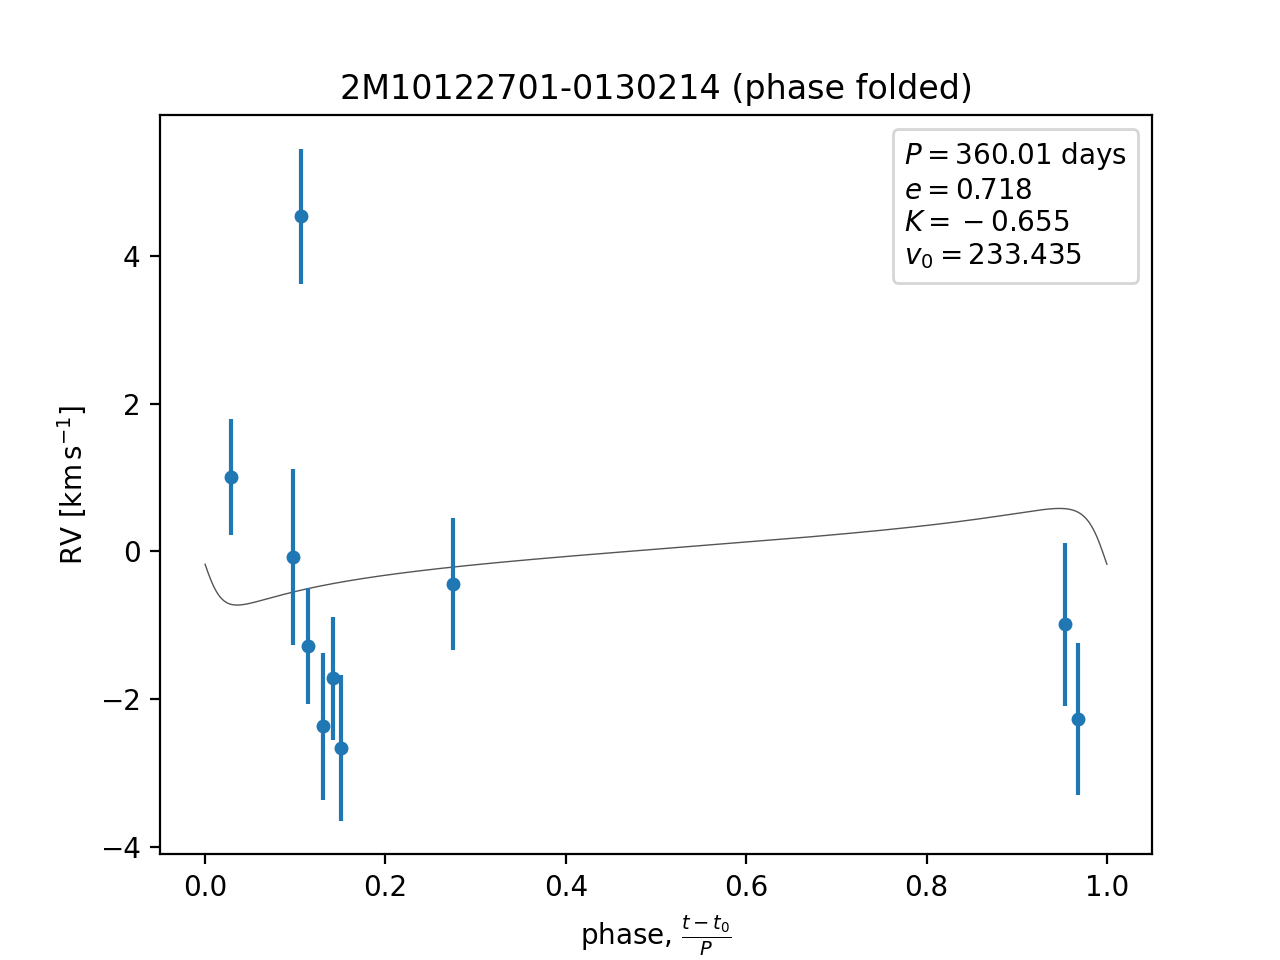 2M10122701-0130214 (phase folded)
P = 360.01 days
e = 0.718
K = −0.655
v₀ = 233.435
RV [km s⁻¹]
4
2
0
−2
−4
0.0 0.2 0.4 0.6 0.8 1.0
phase, (t − t₀)/P